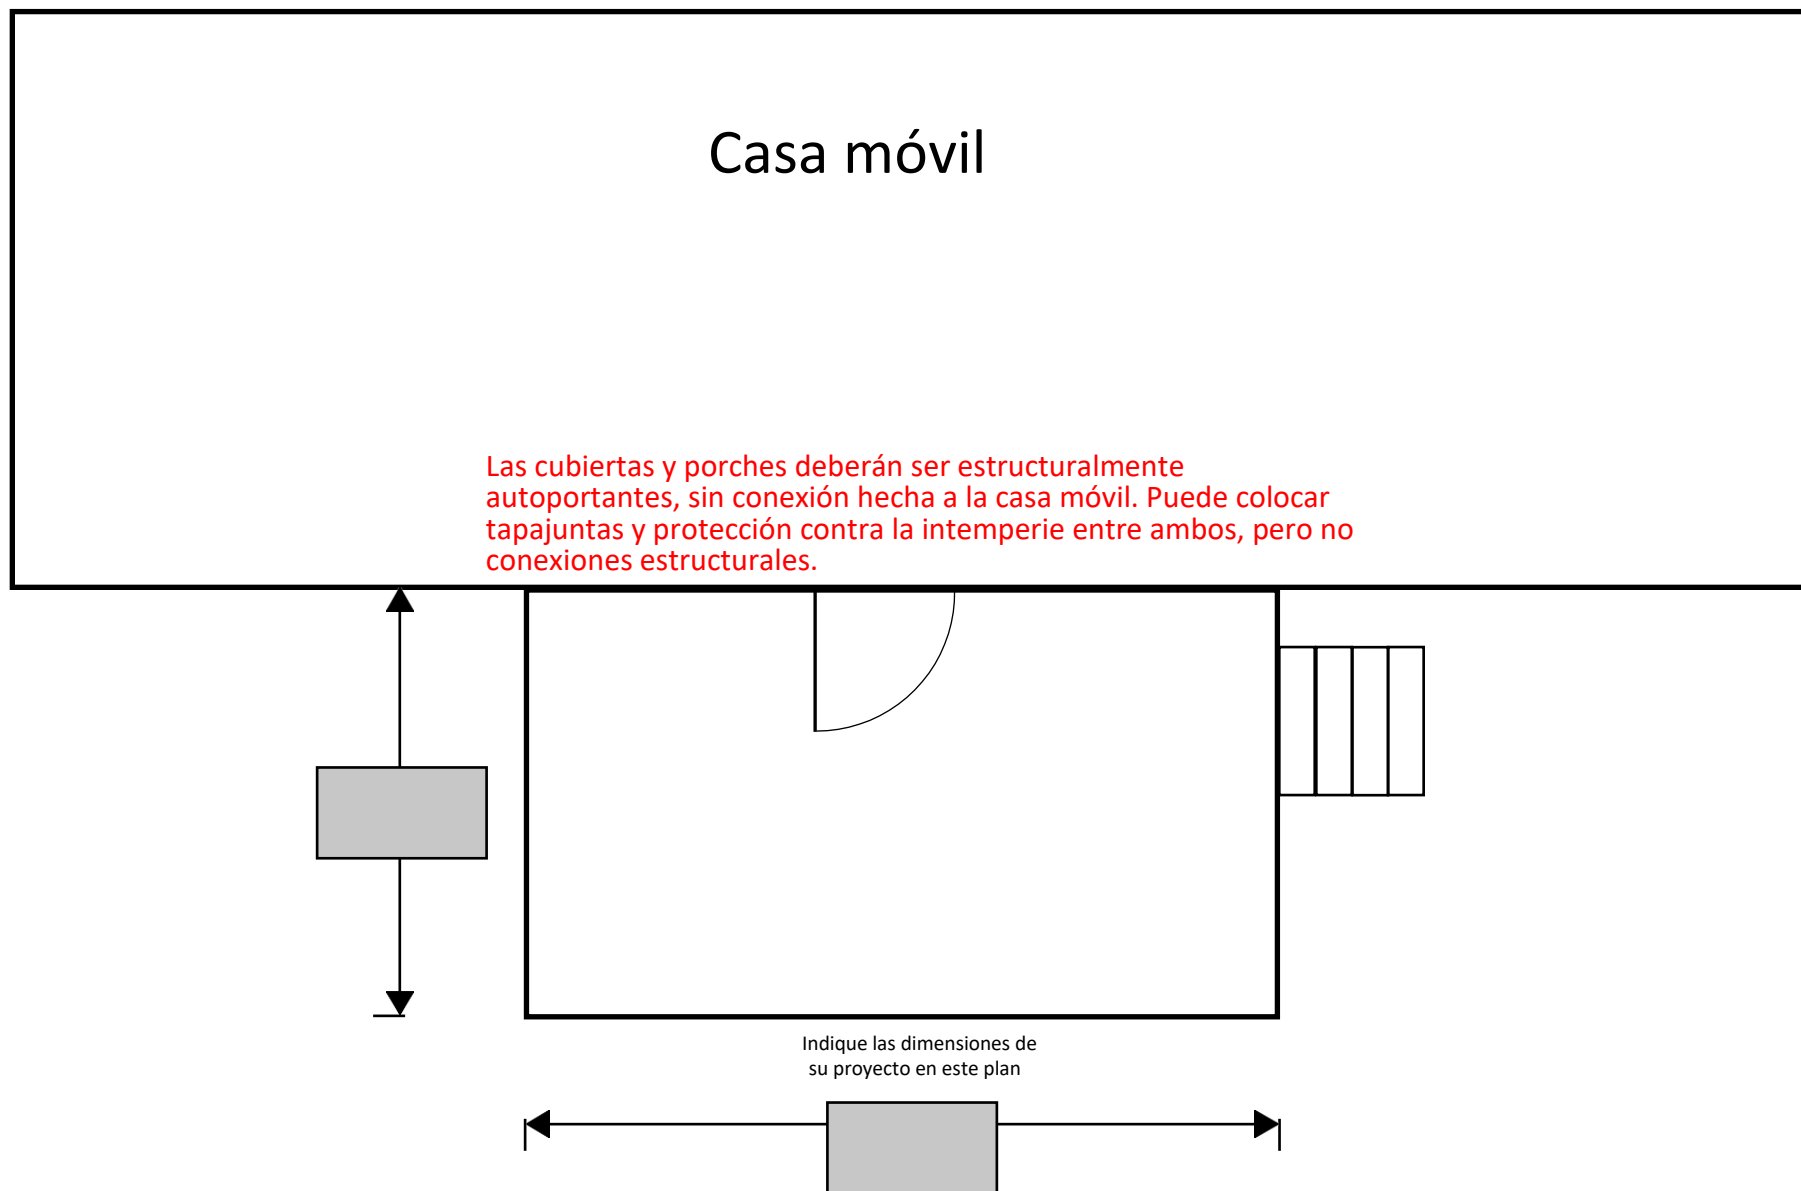 Casa móvil
Las cubiertas y porches deberán ser estructuralmente
autoportantes, sin conexión hecha a la casa móvil. Puede colocar
tapajuntas y protección contra la intemperie entre ambos, pero no
conexiones estructurales.
Indique las dimensiones de
su proyecto en este plan